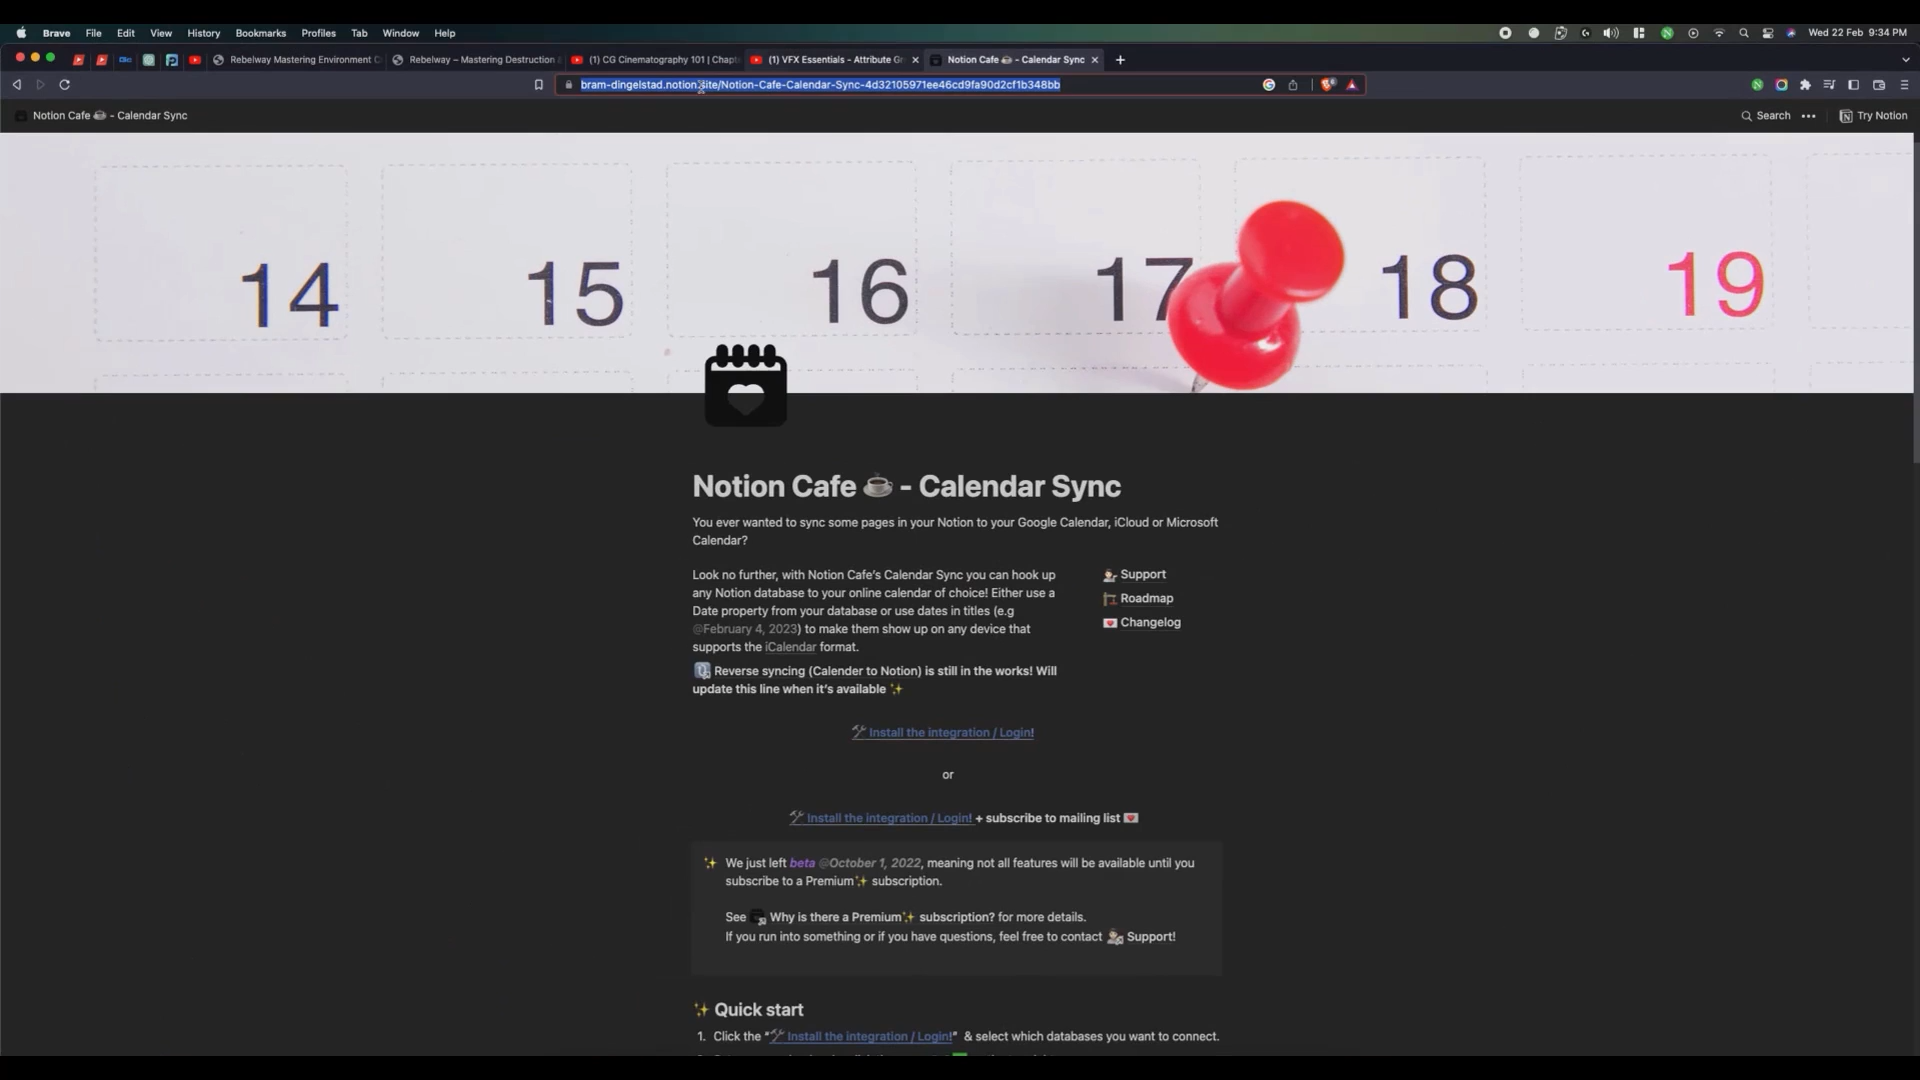 Brave File Edit View History Bookmarks Profiles Tab Window Help Wed 22 Feb 9:34 PM
Rebelway Mastering Environment C Rebelway – Mastering Destruction (1) CG Cinematography 101 | Chapt (1) VFX Essentials - Attribute Gr Notion Cafe ☕ - Calendar Sync
bram-dingelstad.notion.site/Notion-Cafe-Calendar-Sync-4d32105971ee46cd9fa90d2cf1b348bb
Notion Cafe ☕ - Calendar Sync Search ••• Try Notion
14 15 16 17 18 19
Notion Cafe ☕ - Calendar Sync
You ever wanted to sync some pages in your Notion to your Google Calendar, iCloud or Microsoft
Calendar?
Look no further, with Notion Cafe's Calendar Sync you can hook up
any Notion database to your online calendar of choice! Either use a
Date property from your database or use dates in titles (e.g
@February 4, 2023) to make them show up on any device that
supports the iCalendar format.
Reverse syncing (Calender to Notion) is still in the works! Will
update this line when it's available ✨
Support
Roadmap
Changelog
🛠 Install the integration / Login!
or
🛠 Install the integration / Login! + subscribe to mailing list 💌
✨ We just left beta @October 1, 2022, meaning not all features will be available until you
subscribe to a Premium✨ subscription.
See Why is there a Premium✨ subscription? for more details.
If you run into something or if you have questions, feel free to contact Support!
✨ Quick start
1. Click the "🛠 Install the integration / Login!" & select which databases you want to connect.